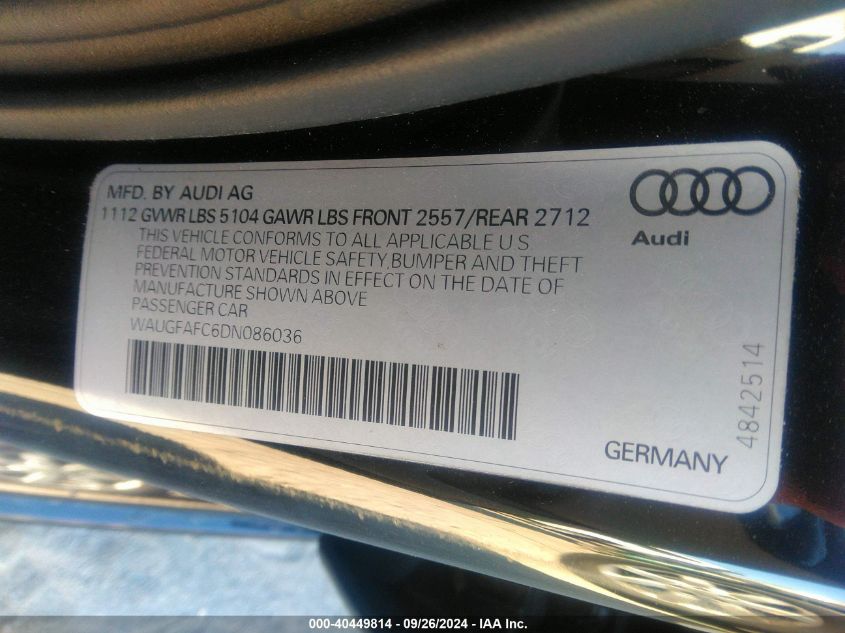 MFD. BY AUDI AG
1112 GVWR LBS 5104 GAWR LBS FRONT 2557/REAR 2712
THIS VEHICLE CONFORMS TO ALL APPLICABLE U S
FEDERAL MOTOR VEHICLE SAFETY,BUMPER AND THEFT
PREVENTION STANDARDS IN EFFECT ON THE DATE OF
MANUFACTURE SHOWN ABOVE
PASSENGER CAR
WAUGFAFC6DN086036
Audi
GERMANY
4842514
000-40449814 - 09/26/2024 - IAA Inc.